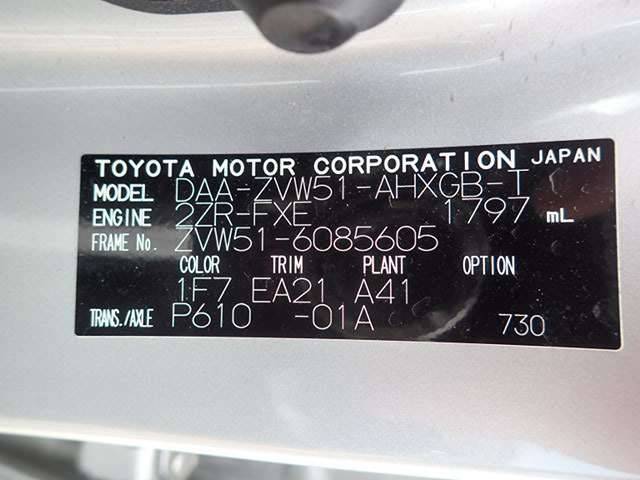 TOYOTA MOTOR CORPORATION JAPAN
MODEL DAA-ZVW51-AHXGB-T
ENGINE 2ZR-FXE 1797 mL
FRAME No. ZVW51-6085605
COLOR TRIM PLANT OPTION
1F7 EA21 A41
TRANS./AXLE P610 -01A 730